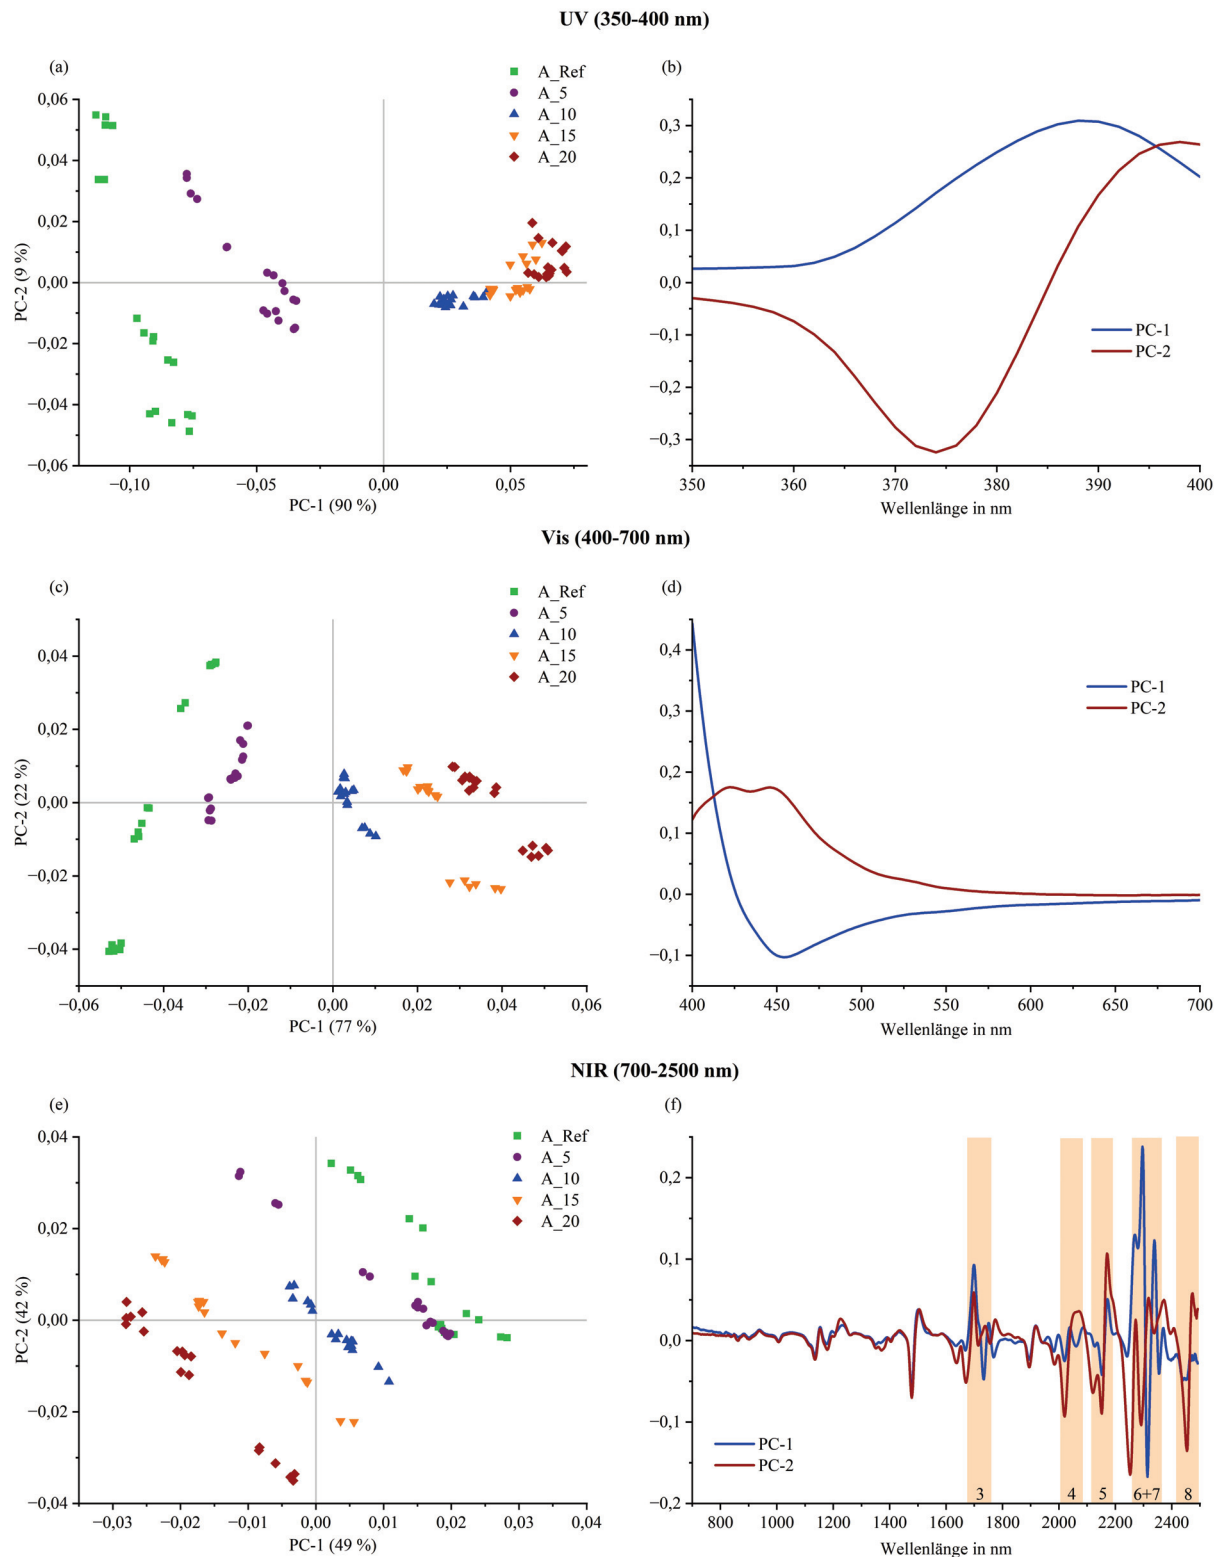 UV (350-400 nm)
(a)
A_Ref
A_5
A_10
A_15
A_20
0,06
0,04
0,02
0,00
−0,02
−0,04
−0,06
PC-2 (9 %)
−0,10 −0,05 0,00 0,05
PC-1 (90 %)
(b)
0,3
0,2
0,1
0,0
−0,1
−0,2
−0,3
PC-1
PC-2
350 360 370 380 390 400
Wellenlänge in nm
Vis (400-700 nm)
(c)
A_Ref
A_5
A_10
A_15
A_20
0,04
0,02
0,00
−0,02
−0,04
PC-2 (22 %)
−0,06 −0,04 −0,02 0,00 0,02 0,04 0,06
PC-1 (77 %)
(d)
0,4
0,3
0,2
0,1
0,0
−0,1
PC-1
PC-2
400 450 500 550 600 650 700
Wellenlänge in nm
NIR (700-2500 nm)
(e)
A_Ref
A_5
A_10
A_15
A_20
0,04
0,02
0,00
−0,02
−0,04
PC-2 (42 %)
−0,03 −0,02 −0,01 0,00 0,01 0,02 0,03 0,04
PC-1 (49 %)
(f)
0,2
0,1
0,0
−0,1
−0,2
PC-1
PC-2
3 4 5 6+7 8
800 1000 1200 1400 1600 1800 2000 2200 2400
Wellenlänge in nm